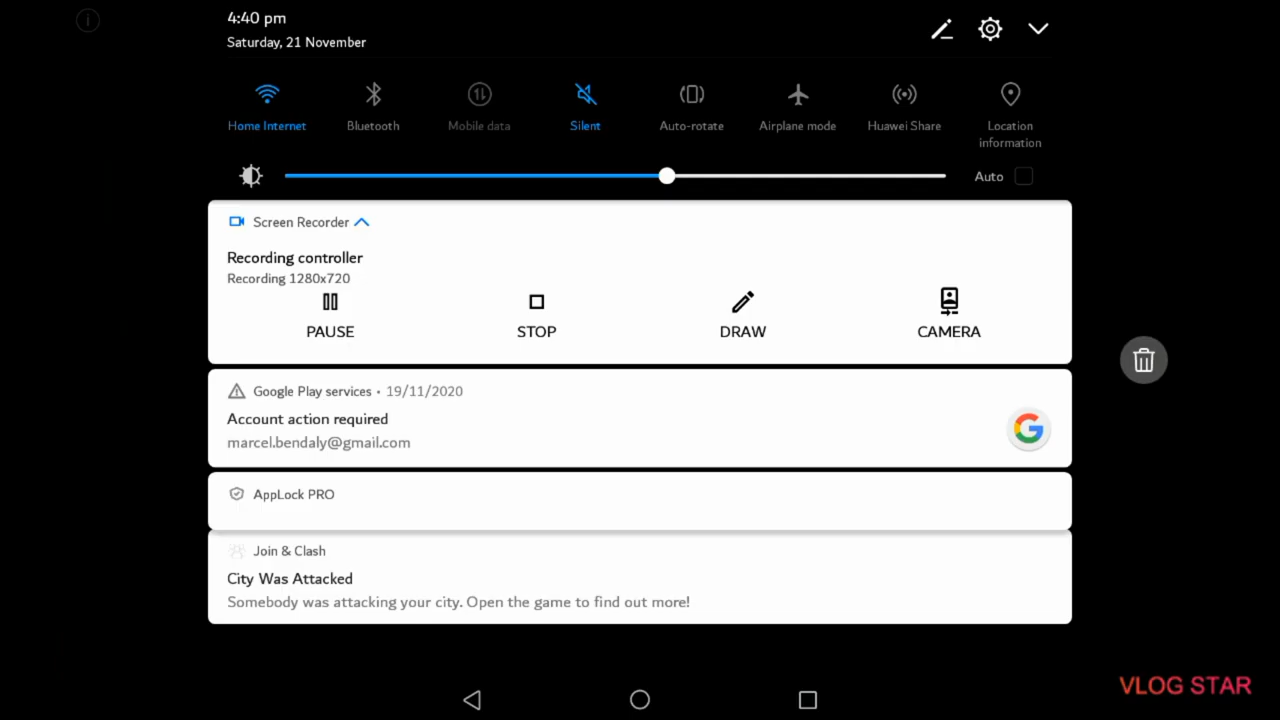 4:40 pm
Saturday, 21 November
Home Internet
Bluetooth
Mobile data
Silent
Auto-rotate
Airplane mode
Huawei Share
Location
information
Auto
Screen Recorder
Recording controller
Recording 1280x720
PAUSE
STOP
DRAW
CAMERA
Google Play services • 19/11/2020
Account action required
marcel.bendaly@gmail.com
AppLock PRO
Join & Clash
City Was Attacked
Somebody was attacking your city. Open the game to find out more!
VLOG STAR